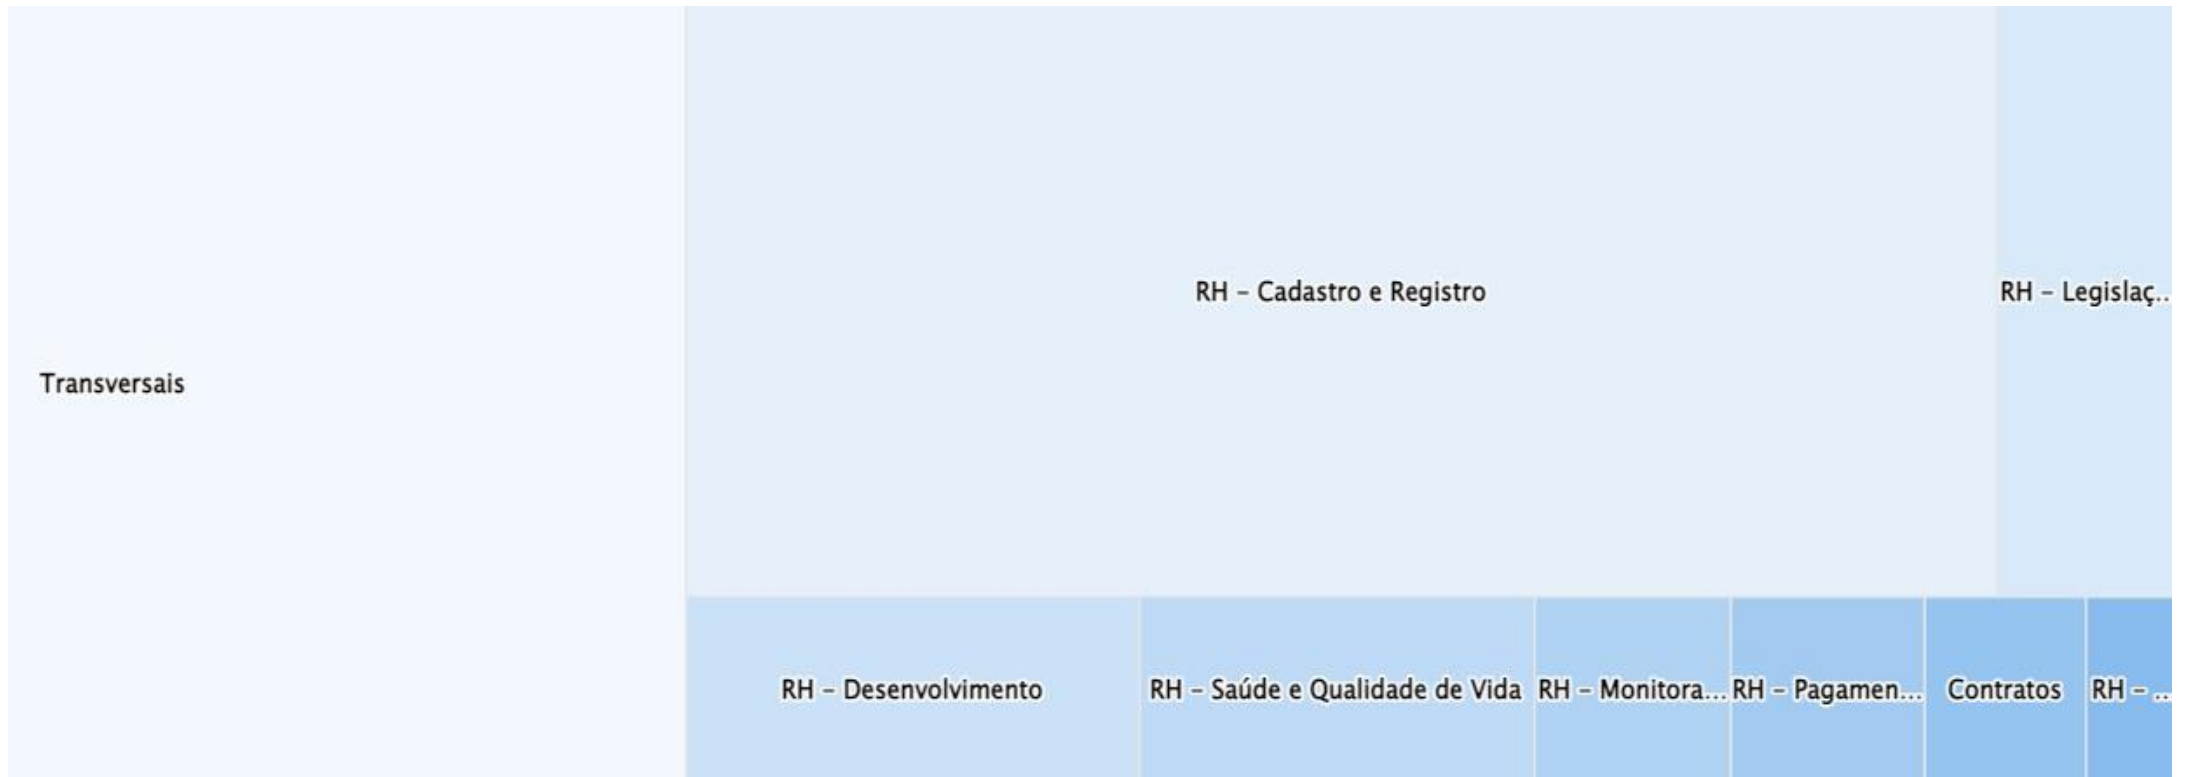 Transversais
RH – Cadastro e Registro
RH – Legislaç...
RH – Desenvolvimento
RH – Saúde e Qualidade de Vida
RH – Monitora...
RH – Pagamen...
Contratos
RH – ...